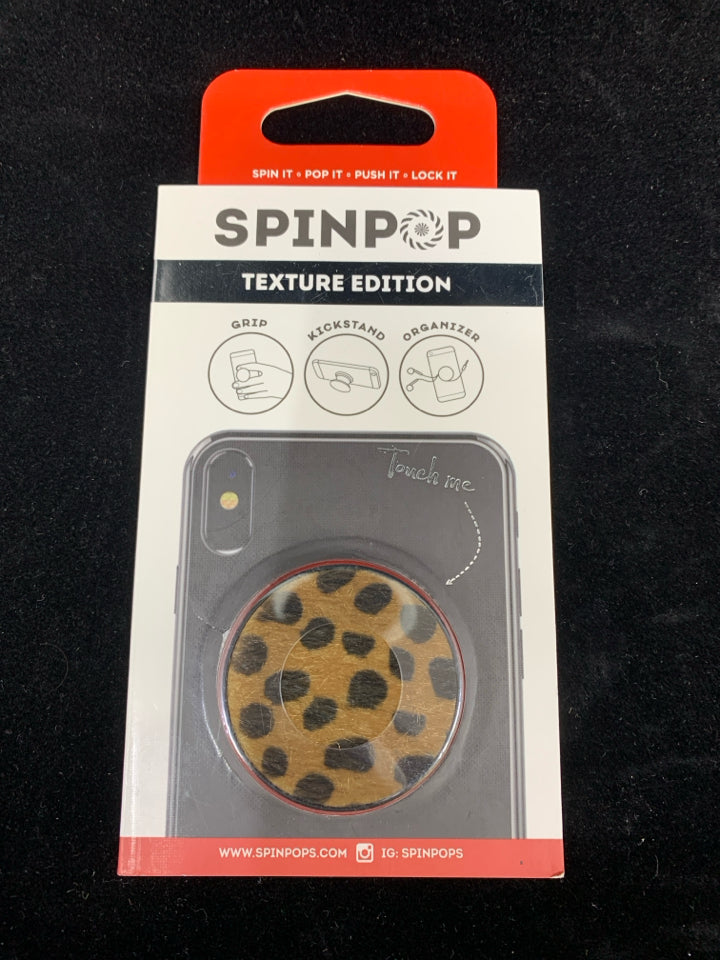 SPIN IT • POP IT • PUSH IT • LOCK IT
SPINPOP
TEXTURE EDITION
GRIP
KICKSTAND
ORGANIZER
Touch me
WWW.SPINPOPS.COM IG: SPINPOPS